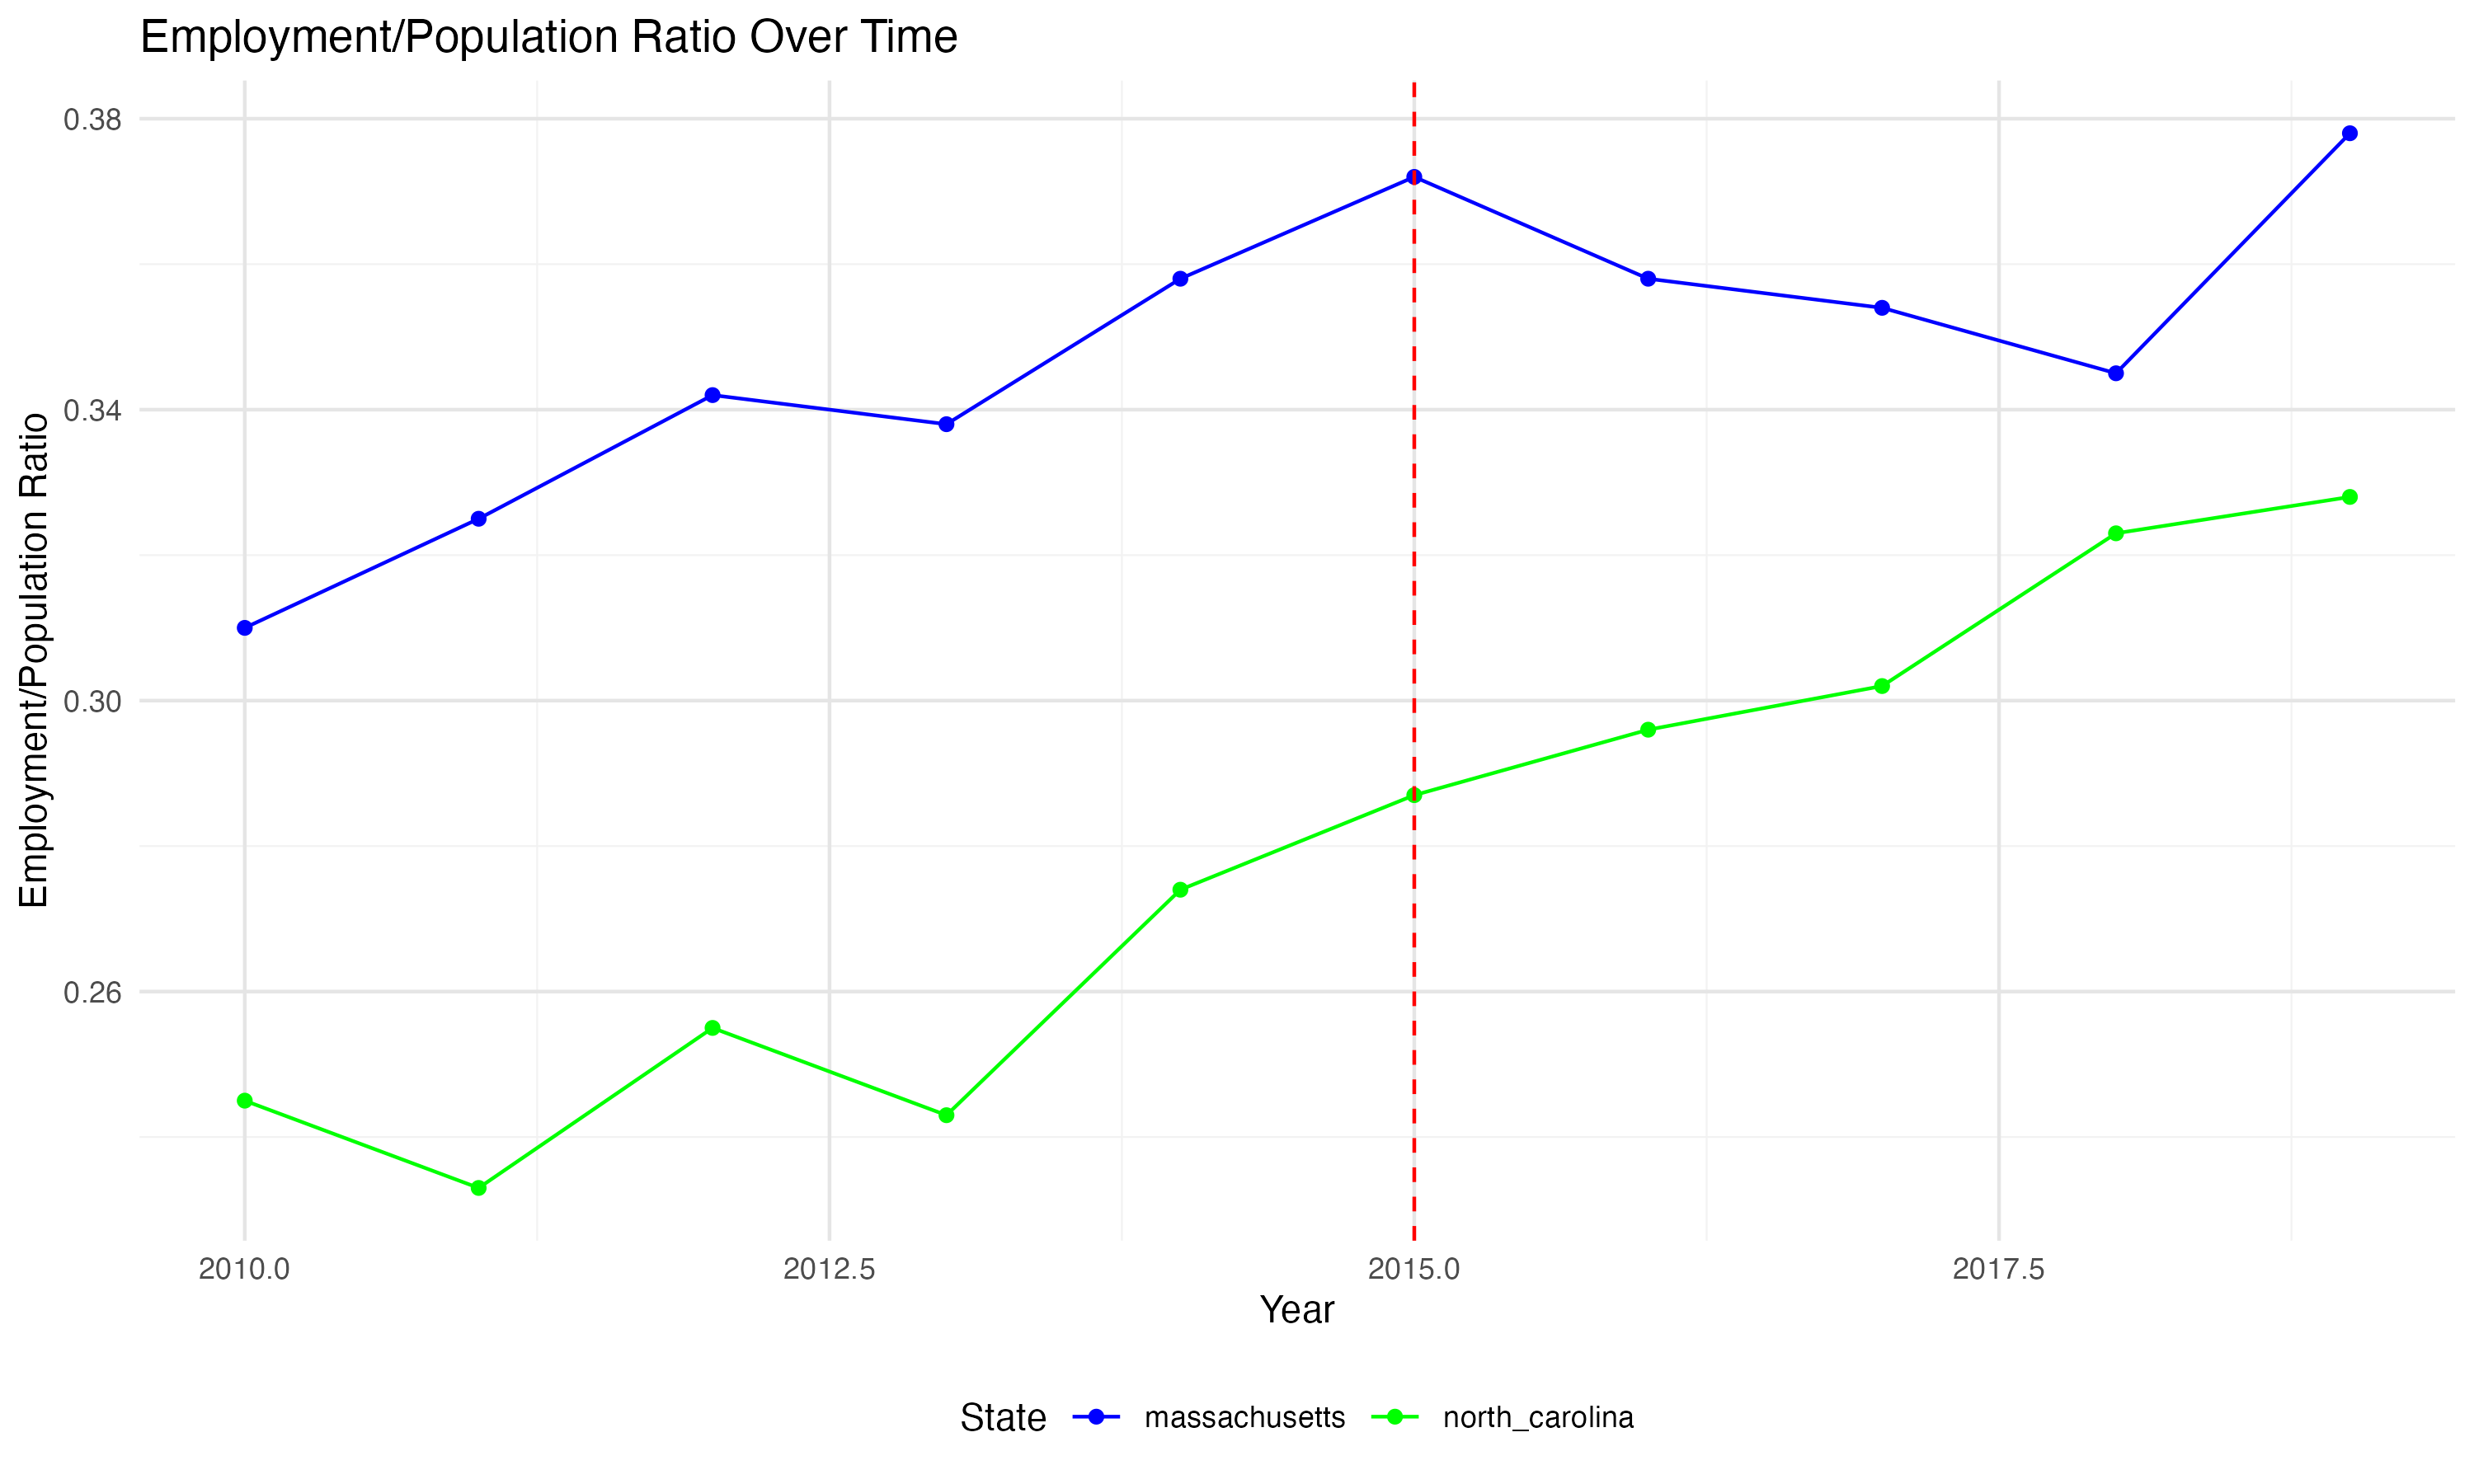 Employment/Population Ratio Over Time
Employment/Population Ratio
0.38
0.34
0.30
0.26
2010.0 2012.5 2015.0 2017.5
Year
State massachusetts north_carolina